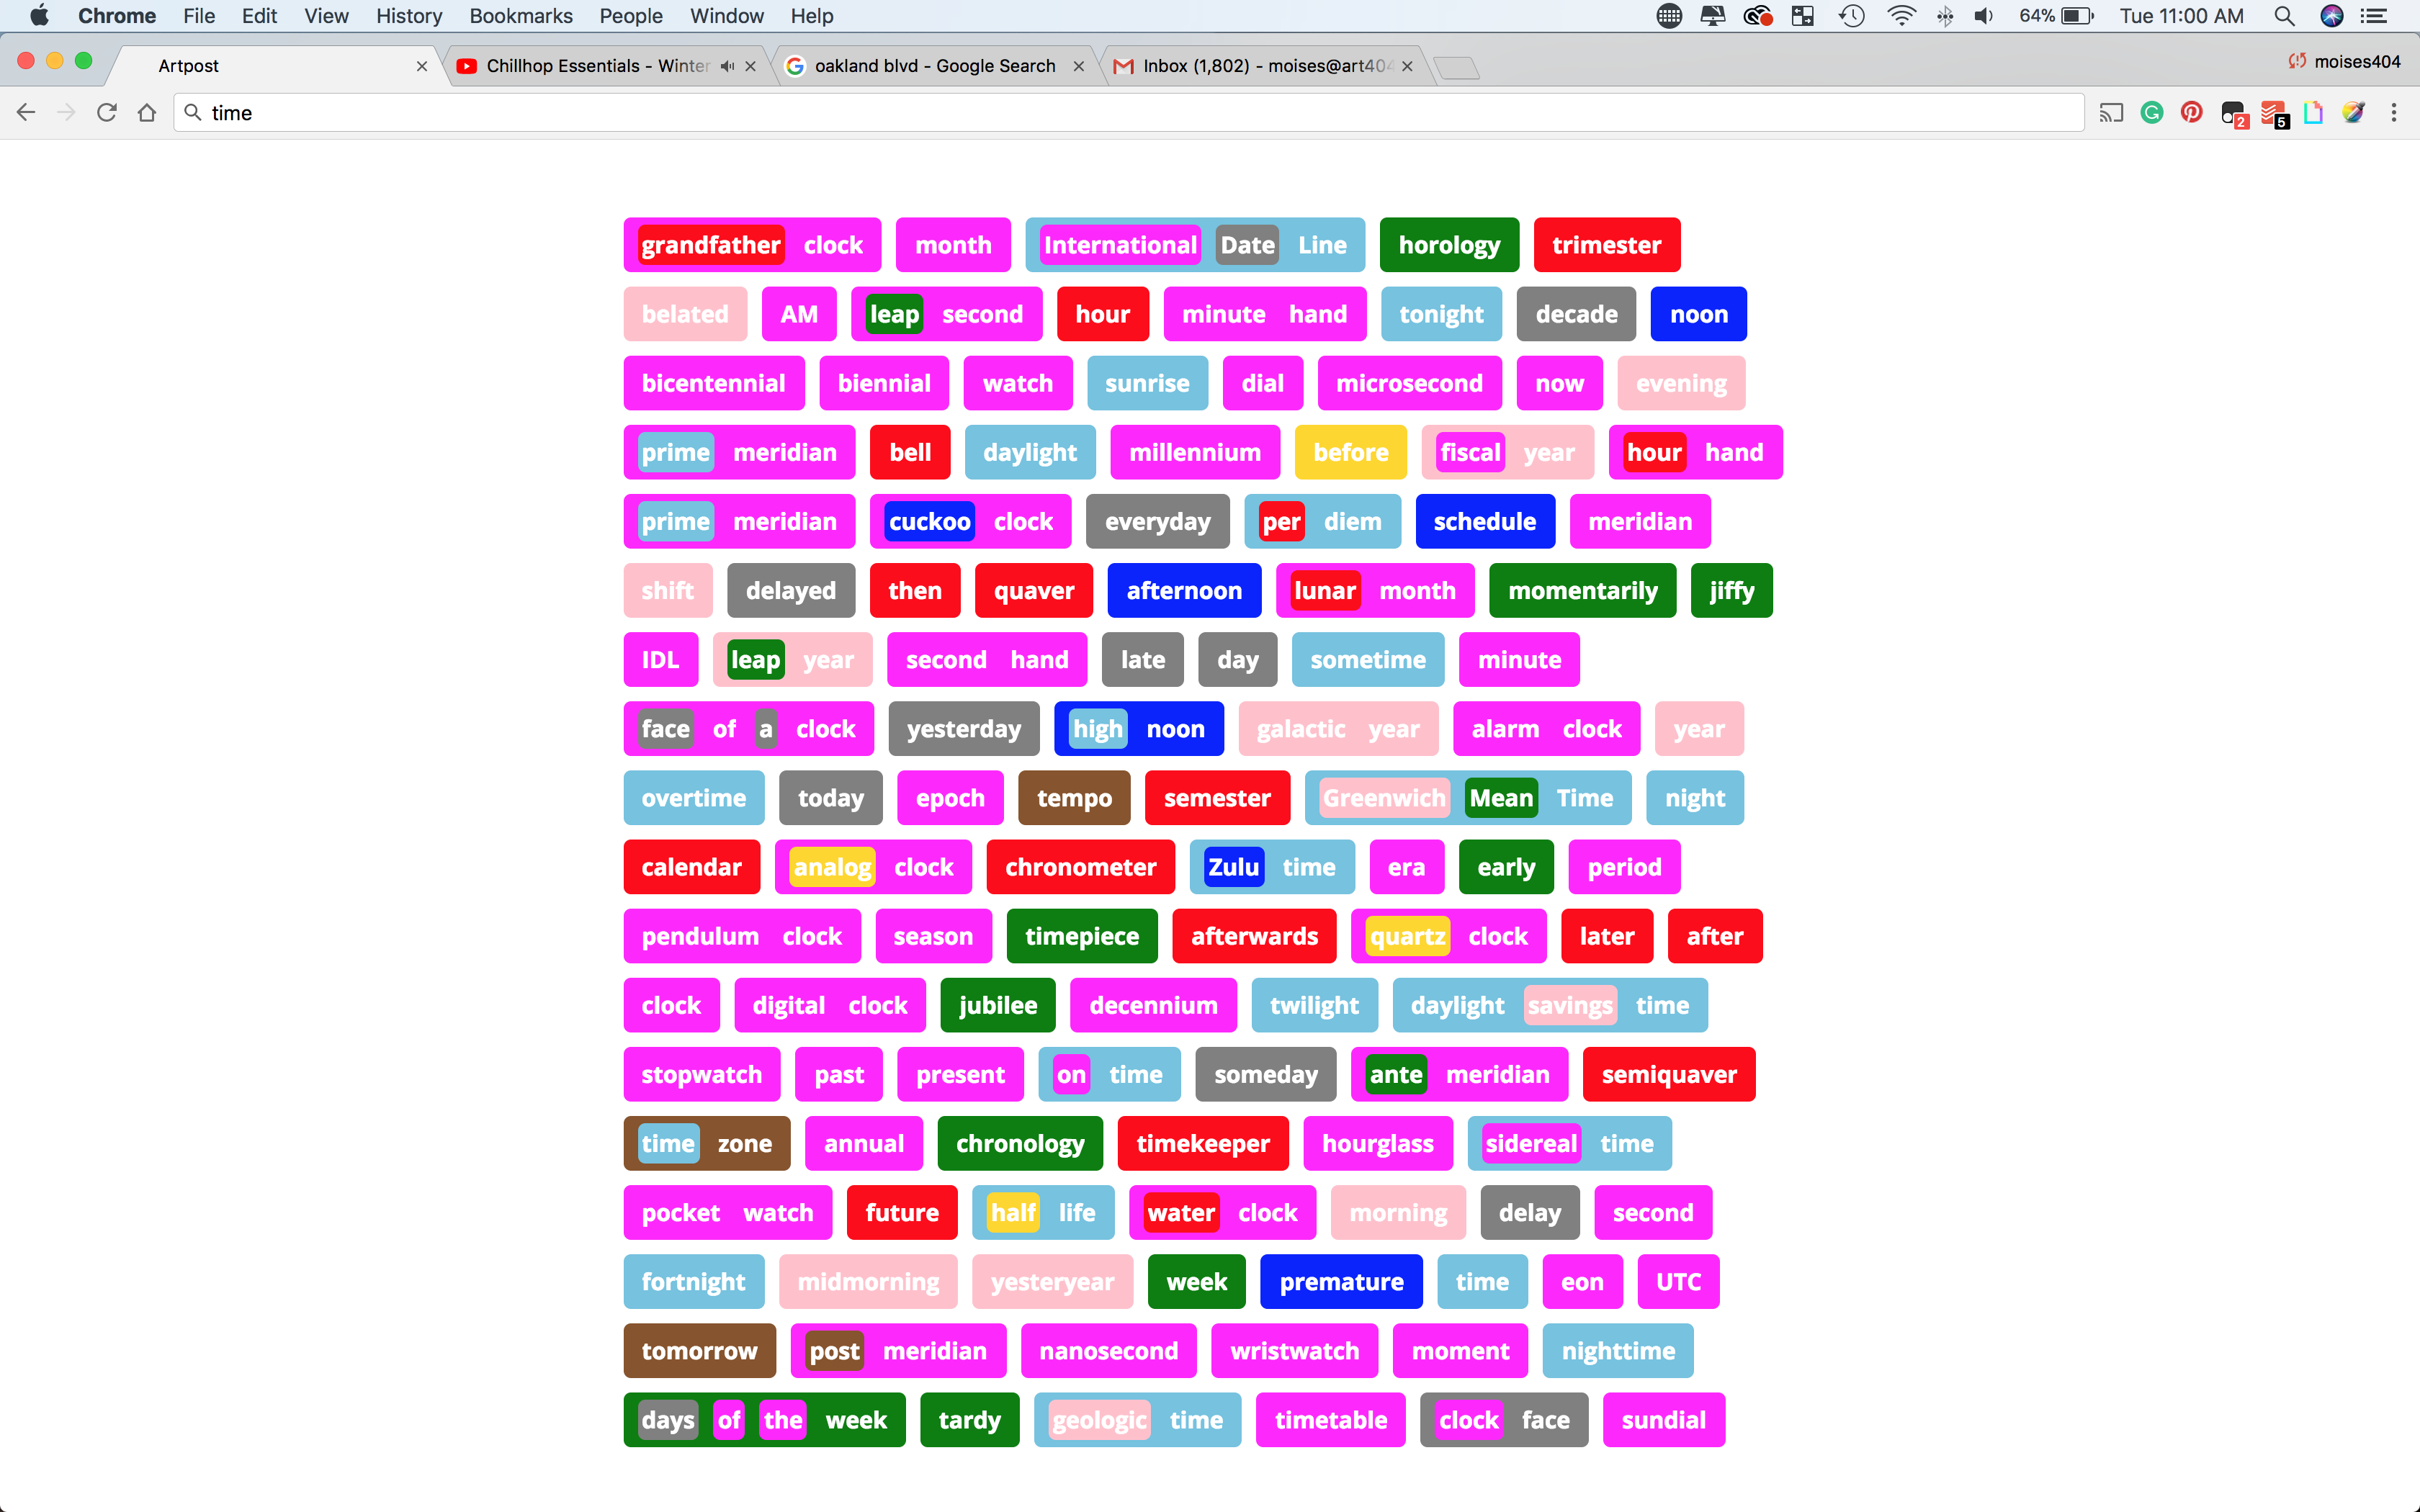 Chrome File Edit View History Bookmarks People Window Help 64% Tue 11:00 AM
Artpost Chillhop Essentials - Winter oakland blvd - Google Search Inbox (1,802) - moises@art404 moises404
time 2 5
grandfather clock month International Date Line horology trimester
belated AM leap second hour minute hand tonight decade noon
bicentennial biennial watch sunrise dial microsecond now evening
prime meridian bell daylight millennium before fiscal year hour hand
prime meridian cuckoo clock everyday per diem schedule meridian
shift delayed then quaver afternoon lunar month momentarily jiffy
IDL leap year second hand late day sometime minute
face of a clock yesterday high noon galactic year alarm clock year
overtime today epoch tempo semester Greenwich Mean Time night
calendar analog clock chronometer Zulu time era early period
pendulum clock season timepiece afterwards quartz clock later after
clock digital clock jubilee decennium twilight daylight savings time
stopwatch past present on time someday ante meridian semiquaver
time zone annual chronology timekeeper hourglass sidereal time
pocket watch future half life water clock morning delay second
fortnight midmorning yesteryear week premature time eon UTC
tomorrow post meridian nanosecond wristwatch moment nighttime
days of the week tardy geologic time timetable clock face sundial